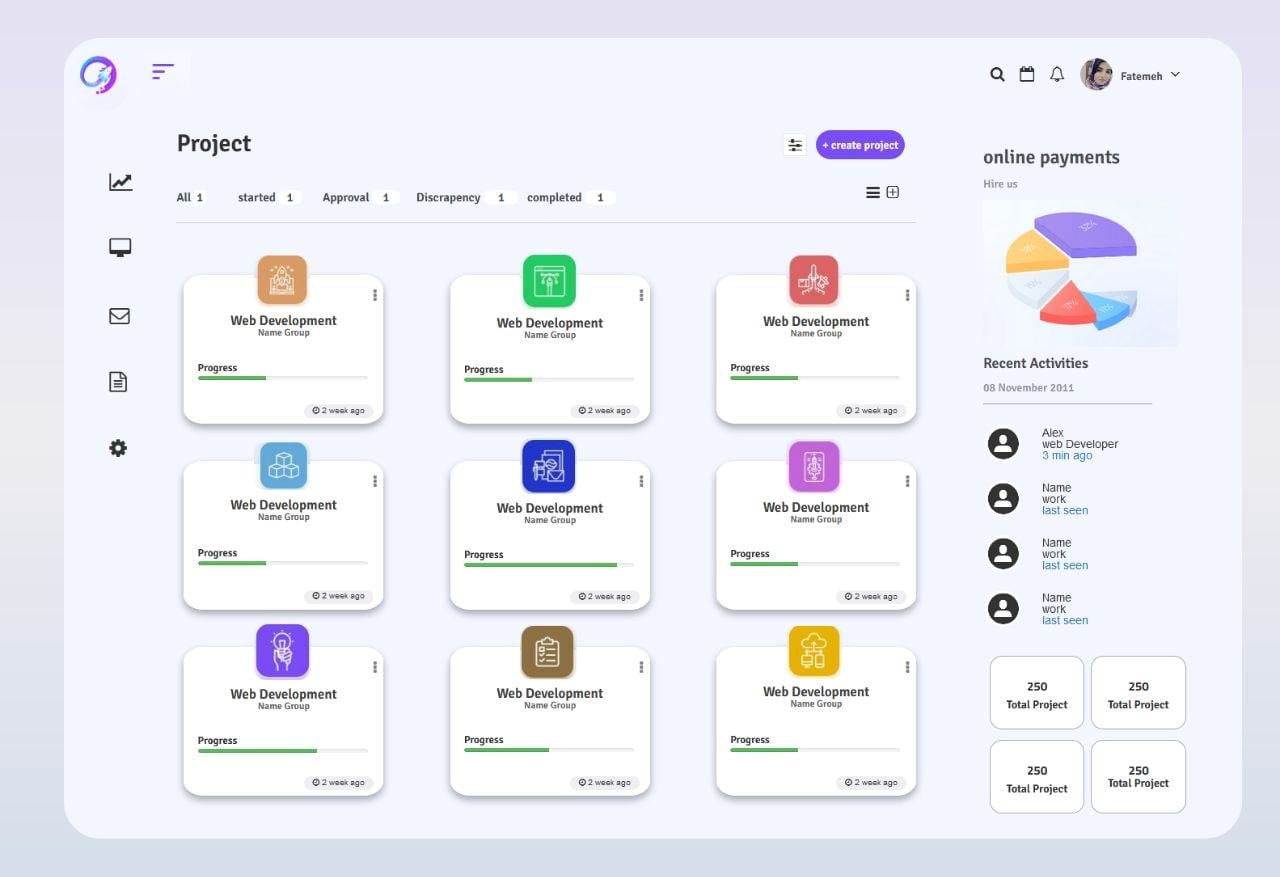 Fatemeh
Project
+ create project
All 1 started 1 Approval 1 Discrapency 1 completed 1
Web Development
Name Group
Progress
2 week ago
Web Development
Name Group
Progress
2 week ago
Web Development
Name Group
Progress
2 week ago
Web Development
Name Group
Progress
2 week ago
Web Development
Name Group
Progress
2 week ago
Web Development
Name Group
Progress
2 week ago
Web Development
Name Group
Progress
2 week ago
Web Development
Name Group
Progress
2 week ago
Web Development
Name Group
Progress
2 week ago
online payments
Hire us
32%
18%
17%
Recent Activities
08 November 2011
Alex
web Developer
3 min ago
Name
work
last seen
Name
work
last seen
Name
work
last seen
250
Total Project
250
Total Project
250
Total Project
250
Total Project